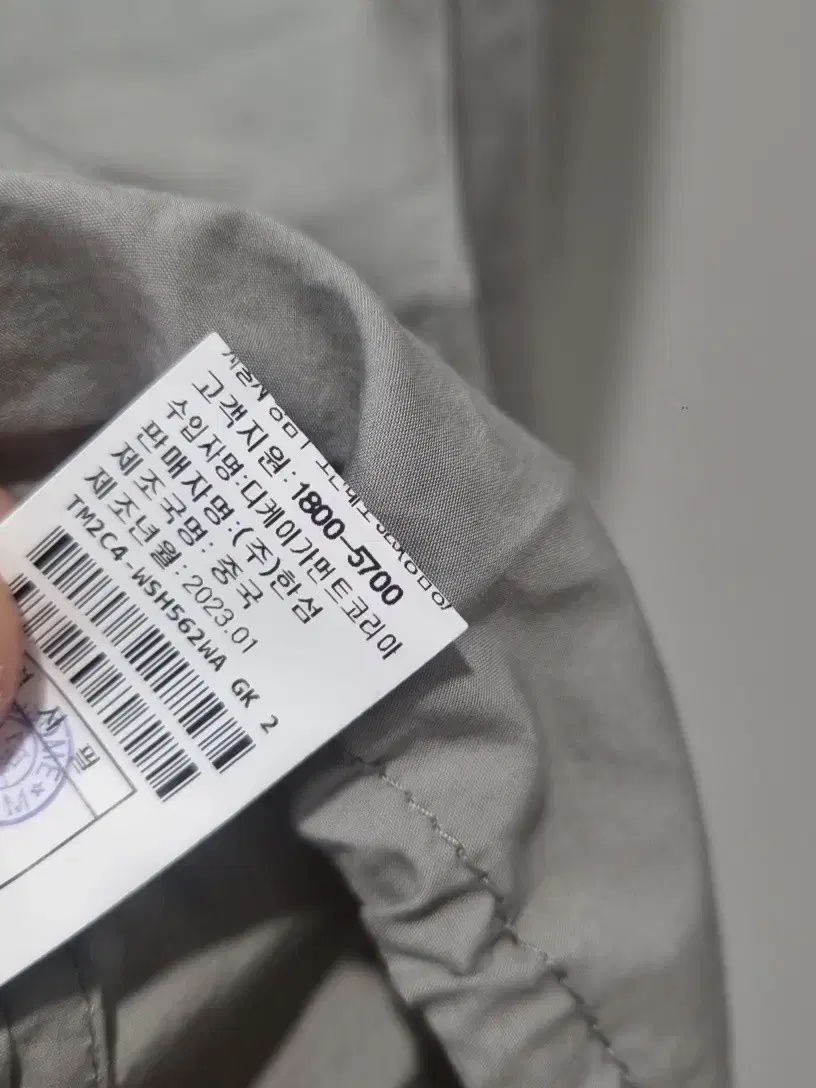 고객지원 : 1800-5700
수입자명:디케이가먼트코리아
판매자명:(주)한섬
제조국명: 중국
제조년월: 2023.01
TM2C4-WSH562WA GK 2
필